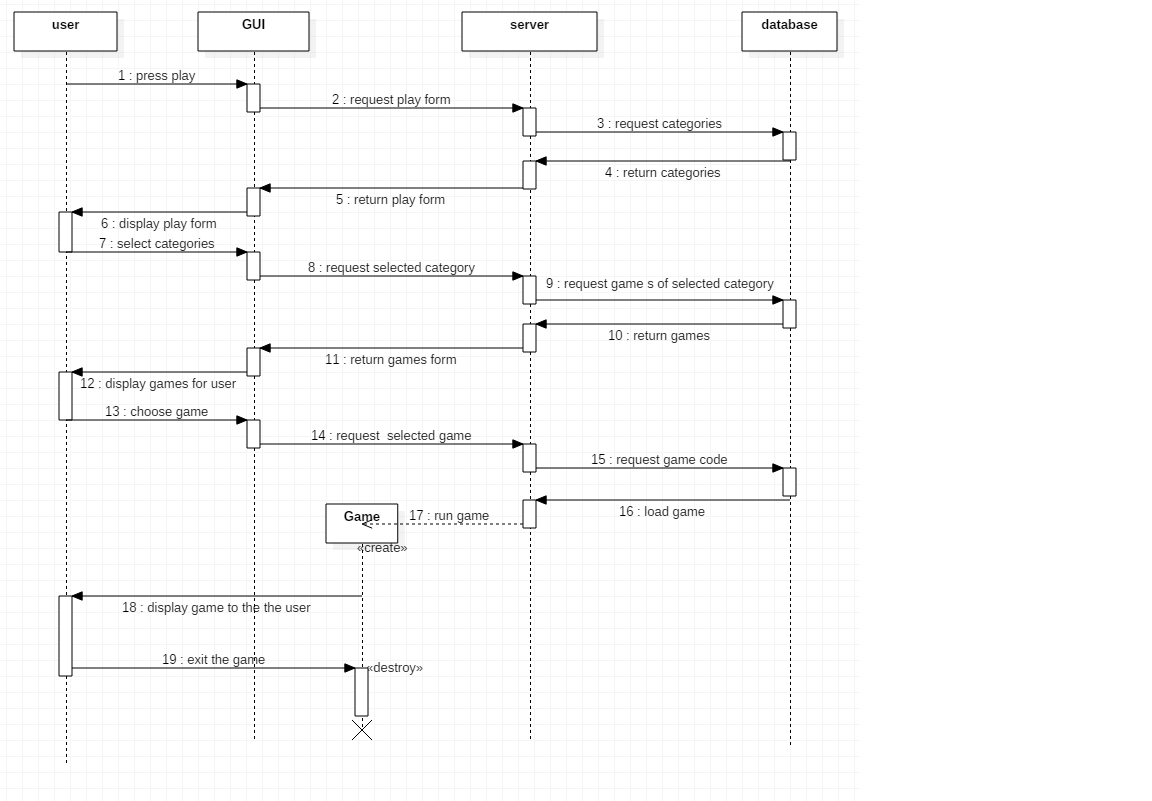 user
GUI
server
database
1 : press play
2 : request play form
3 : request categories
4 : return categories
5 : return play form
6 : display play form
7 : select categories
8 : request selected category
9 : request game s of selected category
10 : return games
11 : return games form
12 : display games for user
13 : choose game
14 : request  selected game
15 : request game code
16 : load game
Game
17 : run game
«create»
18 : display game to the the user
19 : exit the game
«destroy»